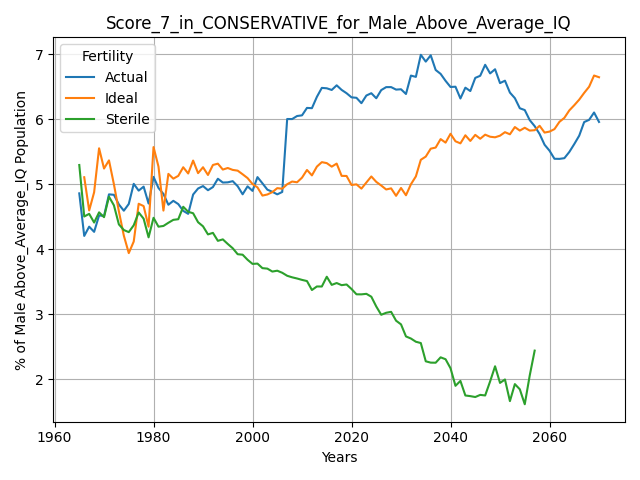 Score_7_in_CONSERVATIVE_for_Male_Above_Average_IQ
Fertility
Actual
Ideal
Sterile
% of Male Above_Average_IQ Population
7
6
5
4
3
2
1960
1980
2000
2020
2040
2060
Years